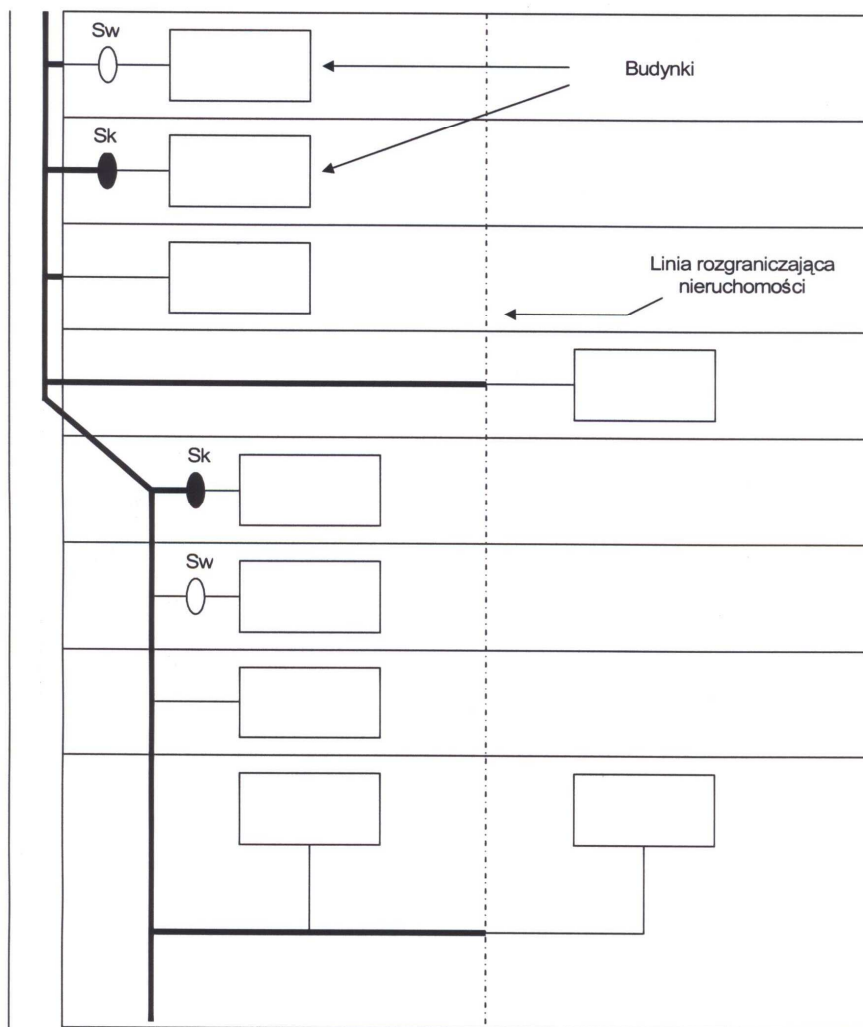 Sw
Budynki
Sk
Linia rozgraniczająca
nieruchomości
Sk
Sw